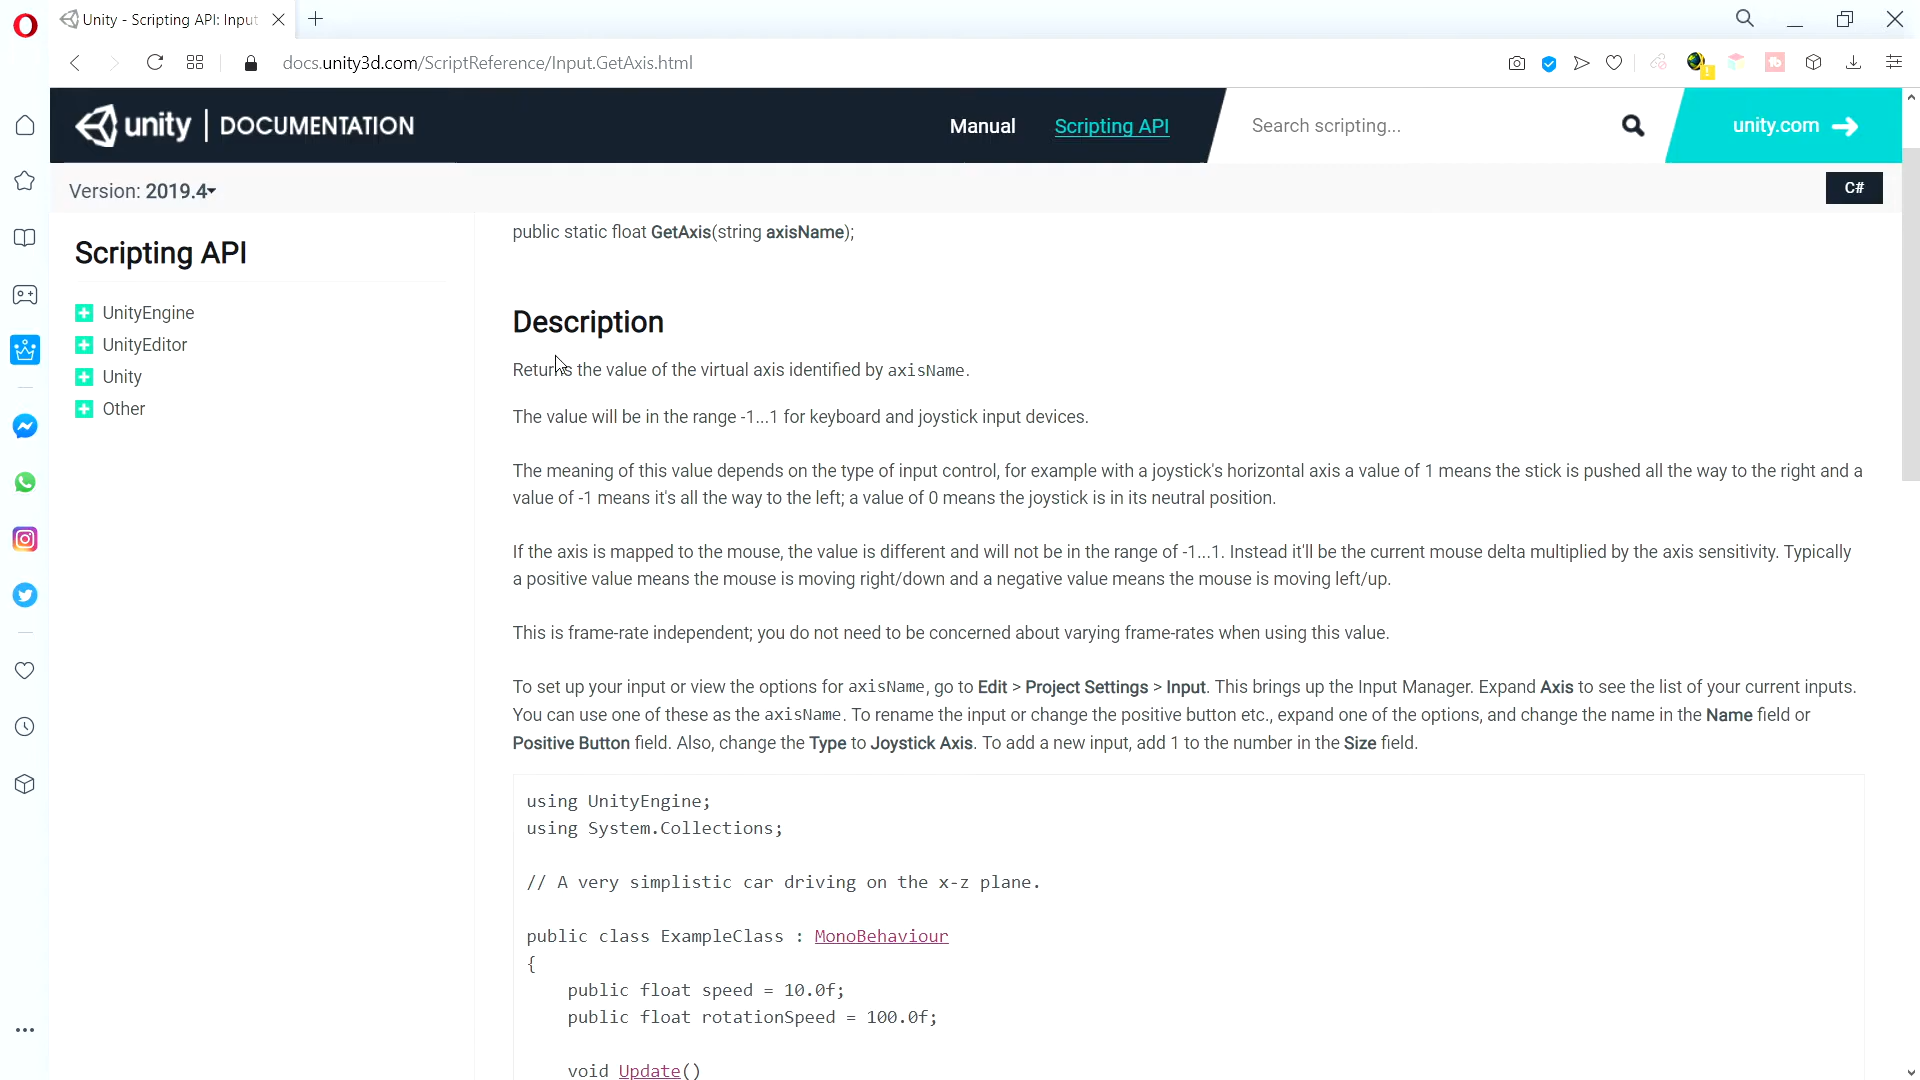 Unity - Scripting API: Input
docs.unity3d.com/ScriptReference/Input.GetAxis.html
unity | DOCUMENTATION
Manual
Scripting API
Search scripting...
unity.com
Version: 2019.4
C#
Scripting API
UnityEngine
UnityEditor
Unity
Other
public static float GetAxis(string axisName);
Description
Returns the value of the virtual axis identified by axisName.
The value will be in the range -1...1 for keyboard and joystick input devices.
The meaning of this value depends on the type of input control, for example with a joystick's horizontal axis a value of 1 means the stick is pushed all the way to the right and a
value of -1 means it's all the way to the left; a value of 0 means the joystick is in its neutral position.
If the axis is mapped to the mouse, the value is different and will not be in the range of -1...1. Instead it'll be the current mouse delta multiplied by the axis sensitivity. Typically
a positive value means the mouse is moving right/down and a negative value means the mouse is moving left/up.
This is frame-rate independent; you do not need to be concerned about varying frame-rates when using this value.
To set up your input or view the options for axisName, go to Edit > Project Settings > Input. This brings up the Input Manager. Expand Axis to see the list of your current inputs.
You can use one of these as the axisName. To rename the input or change the positive button etc., expand one of the options, and change the name in the Name field or
Positive Button field. Also, change the Type to Joystick Axis. To add a new input, add 1 to the number in the Size field.
using UnityEngine;
using System.Collections;
// A very simplistic car driving on the x-z plane.
public class ExampleClass : MonoBehaviour
{
public float speed = 10.0f;
public float rotationSpeed = 100.0f;
void Update()